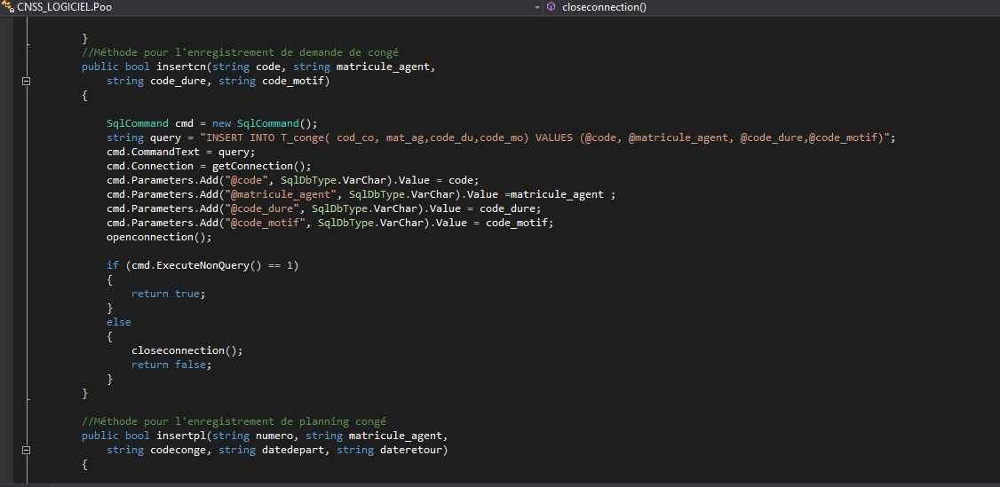 CNSS_LOGICIEL.Poo closeconnection()
}
//Méthode pour l'enregistrement de demande de congé
public bool insertcn(string code, string matricule_agent,
string code_dure, string code_motif)
{
SqlCommand cmd = new SqlCommand();
string query = "INSERT INTO T_conge( cod_co, mat_ag,code_du,code_mo) VALUES (@code, @matricule_agent, @code_dure,@code_motif)";
cmd.CommandText = query;
cmd.Connection = getConnection();
cmd.Parameters.Add("@code", SqlDbType.VarChar).Value = code;
cmd.Parameters.Add("@matricule_agent", SqlDbType.VarChar).Value =matricule_agent ;
cmd.Parameters.Add("@code_dure", SqlDbType.VarChar).Value = code_dure;
cmd.Parameters.Add("@code_motif", SqlDbType.VarChar).Value = code_motif;
openconnection();
if (cmd.ExecuteNonQuery() == 1)
{
return true;
}
else
{
closeconnection();
return false;
}
}
//Méthode pour l'enregistrement de planning congé
public bool insertpl(string numero, string matricule_agent,
string codeconge, string datedepart, string dateretour)
{